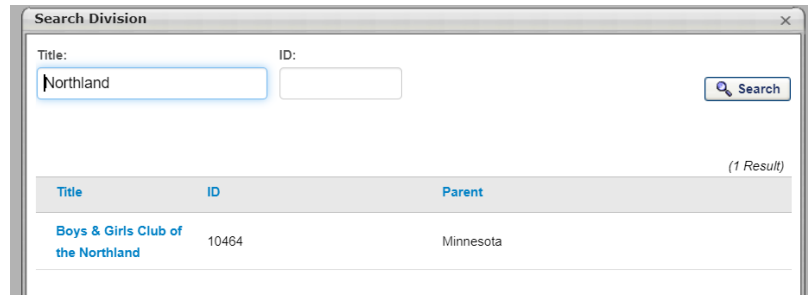 Search Division
Title: ID:
Northland
Search
(1 Result)
Title ID Parent
Boys & Girls Club of
the Northland 10464 Minnesota